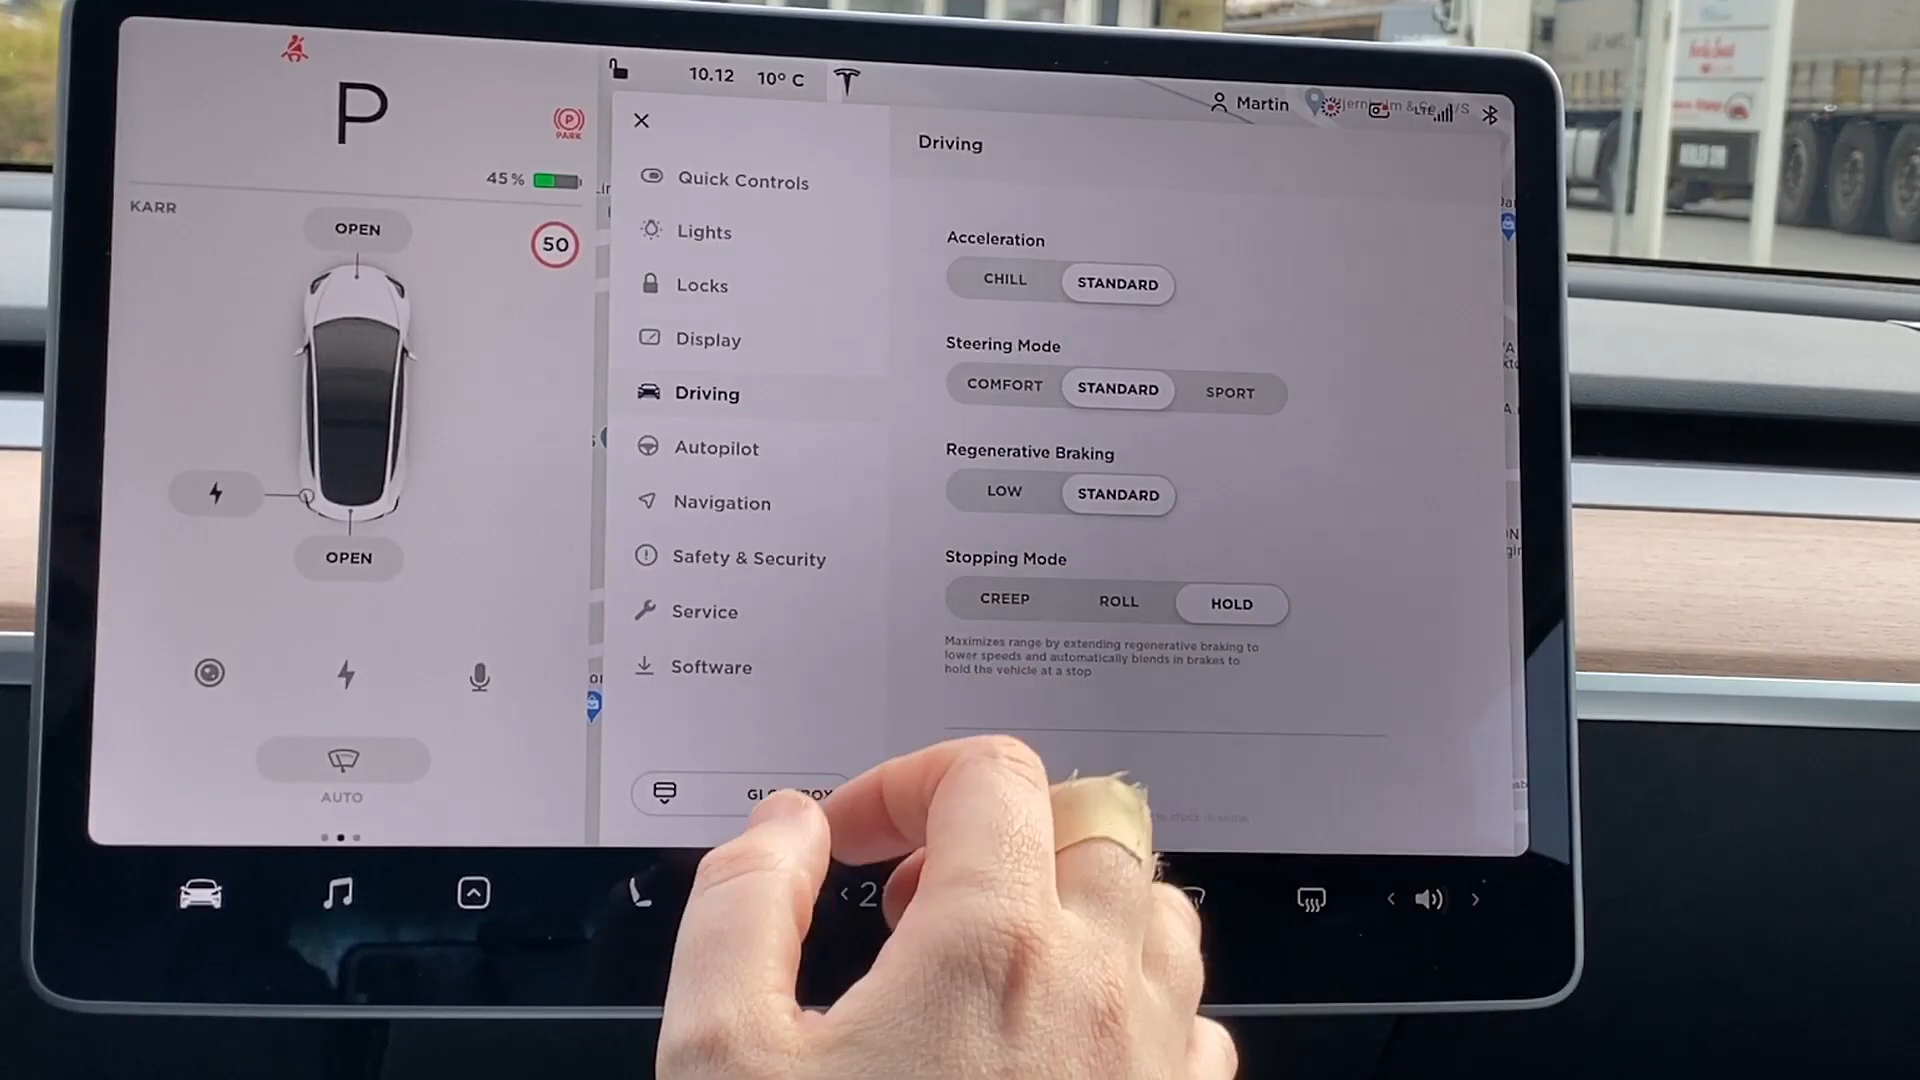 P
PARK
45 %
KARR
OPEN
50
OPEN
AUTO
10.12 10° C
Martin
LTE
Driving
Quick Controls
Lights
Locks
Display
Driving
Autopilot
Navigation
Safety & Security
Service
Software
Acceleration
CHILL STANDARD
Steering Mode
COMFORT STANDARD SPORT
Regenerative Braking
LOW STANDARD
Stopping Mode
CREEP ROLL HOLD
Maximizes range by extending regenerative braking to
lower speeds and automatically blends in brakes to
hold the vehicle at a stop